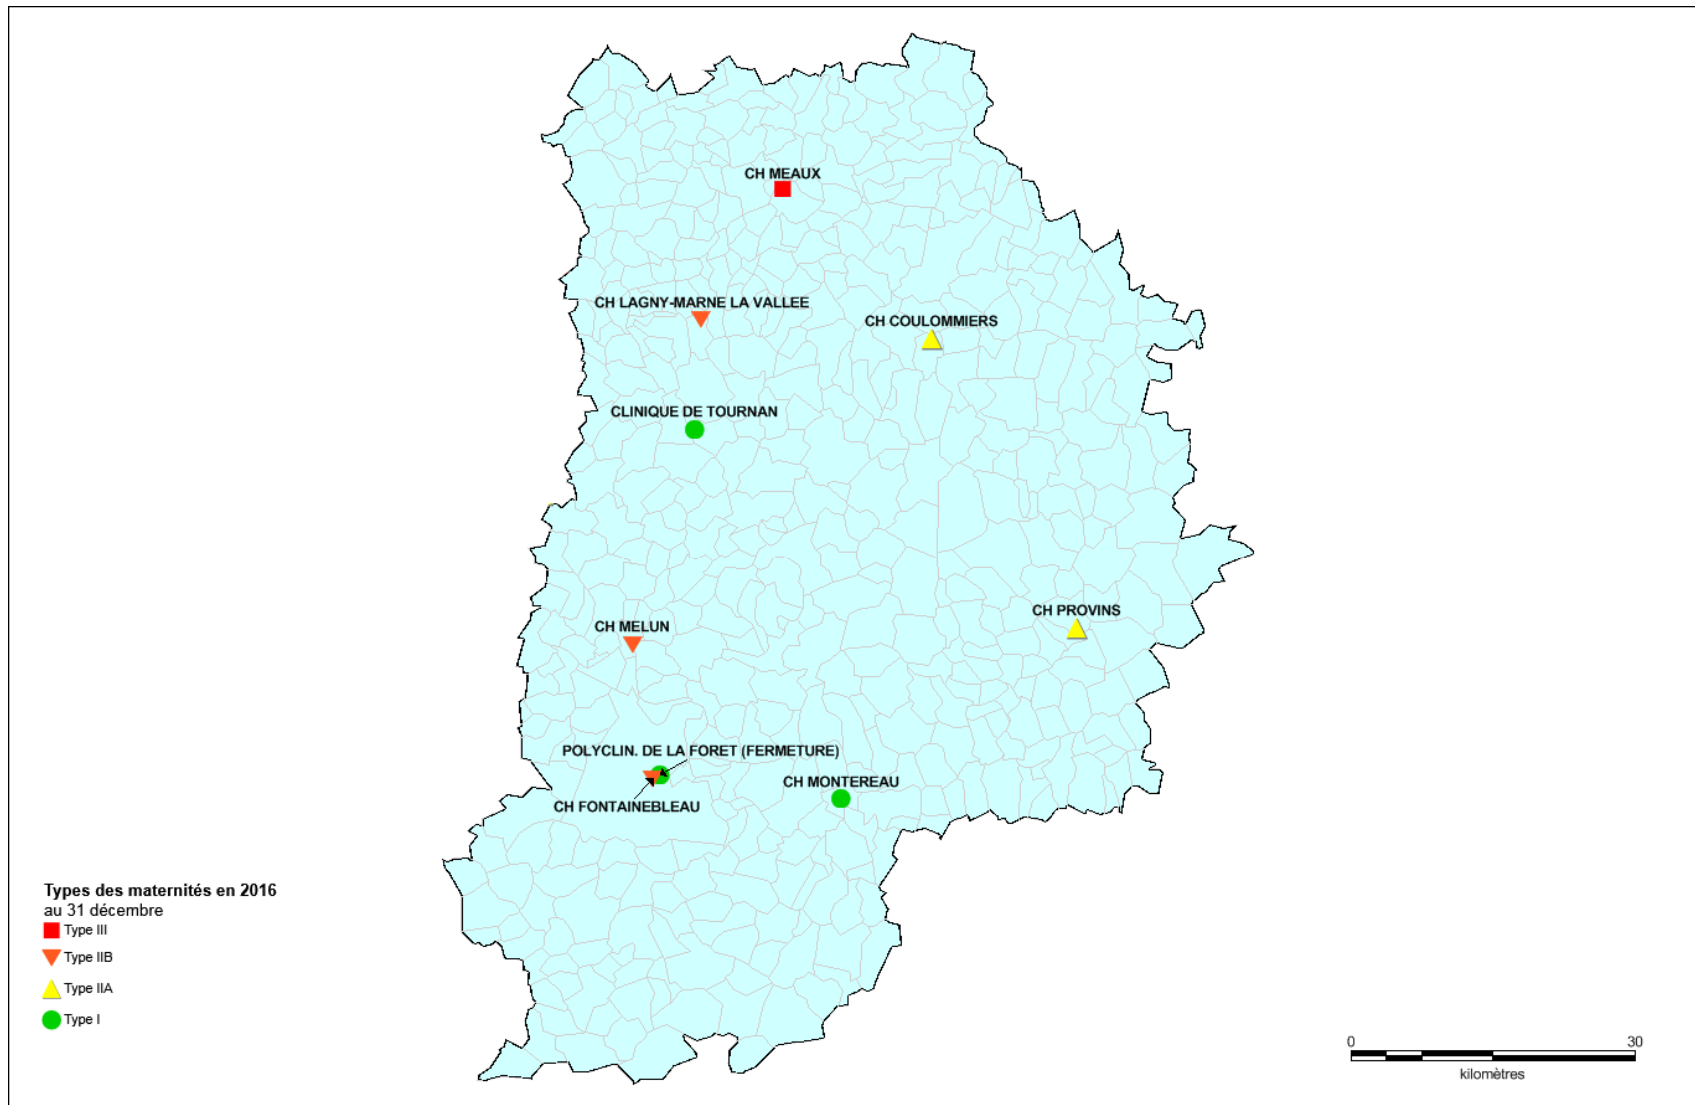 CH MEAUX
CH LAGNY-MARNE LA VALLEE
CH COULOMMIERS
CLINIQUE DE TOURNAN
CH PROVINS
CH MELUN
POLYCLIN. DE LA FORET (FERMETURE)
CH MONTEREAU
CH FONTAINEBLEAU
Types des maternités en 2016
au 31 décembre
Type III
Type IIB
Type IIA
Type I
0 30
kilomètres